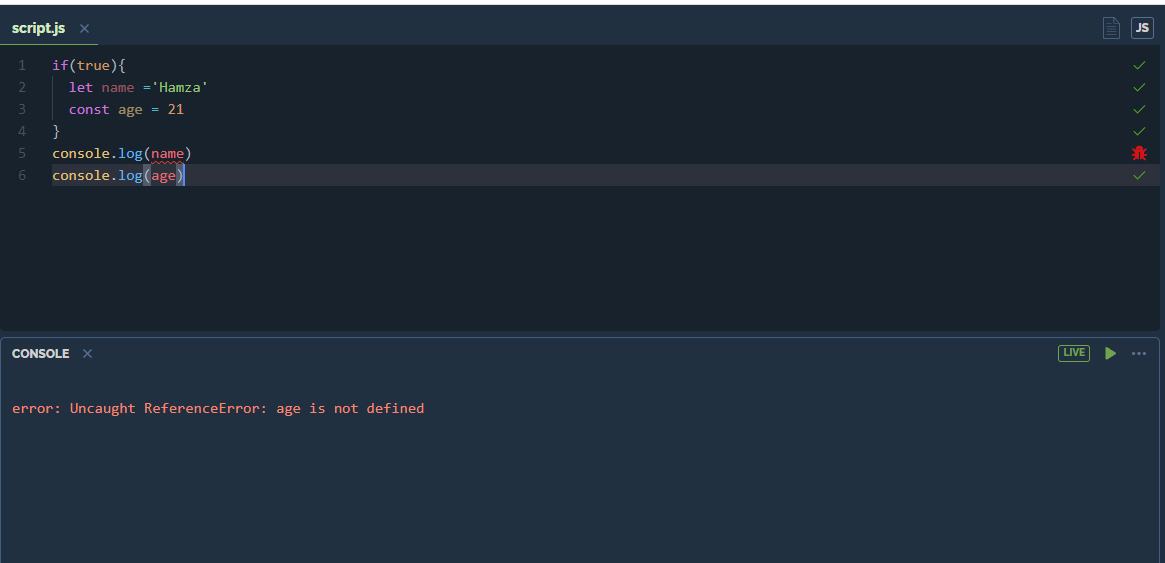 script.js ×
JS
1 if(true){
2   let name ='Hamza'
3   const age = 21
4 }
5 console.log(name)
6 console.log(age)
CONSOLE ×
LIVE
error: Uncaught ReferenceError: age is not defined